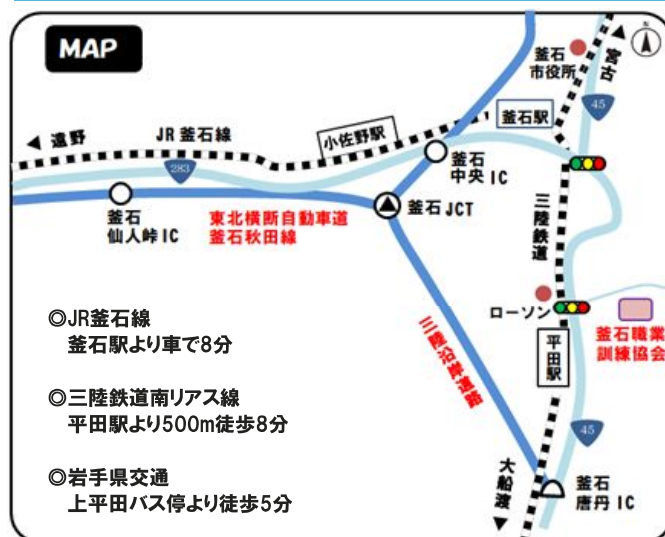 MAP
N
釜石
市役所
宮古
45
釜石駅
遠野
JR 釜石線
小佐野駅
283
釜石
中央 IC
釜石
仙人峠 IC
東北横断自動車道
釜石秋田線
釜石 JCT
三陸鉄道
ローソン
釜石職業
訓練協会
平田駅
三陸沿岸道路
◎JR釜石線
釜石駅より車で8分
◎三陸鉄道南リアス線
平田駅より500m徒歩8分
◎岩手県交通
上平田バス停より徒歩5分
45
大船渡
釜石
唐丹 IC